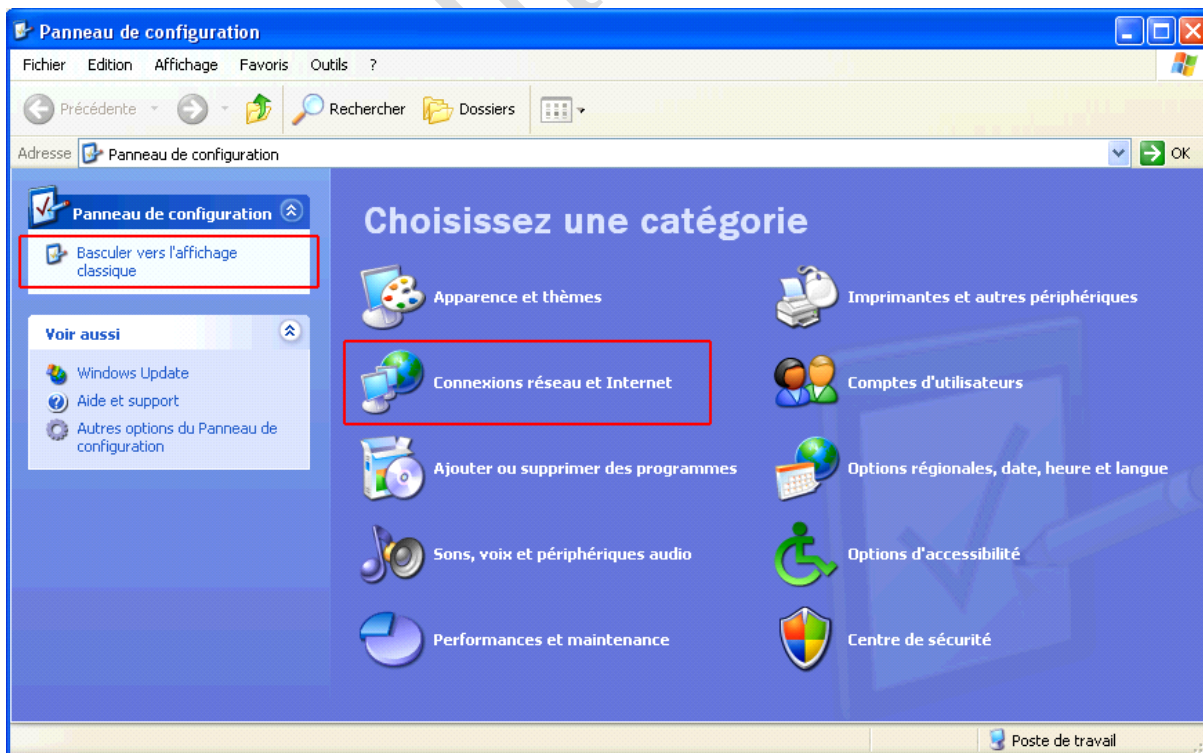 Panneau de configuration
Fichier Edition Affichage Favoris Outils ?
Précédente Rechercher Dossiers
Adresse Panneau de configuration OK
Panneau de configuration
Basculer vers l'affichage
classique
Voir aussi
Windows Update
Aide et support
Autres options du Panneau de
configuration
Choisissez une catégorie
Apparence et thèmes
Imprimantes et autres périphériques
Connexions réseau et Internet
Comptes d'utilisateurs
Ajouter ou supprimer des programmes
Options régionales, date, heure et langue
Sons, voix et périphériques audio
Options d'accessibilité
Performances et maintenance
Centre de sécurité
Poste de travail